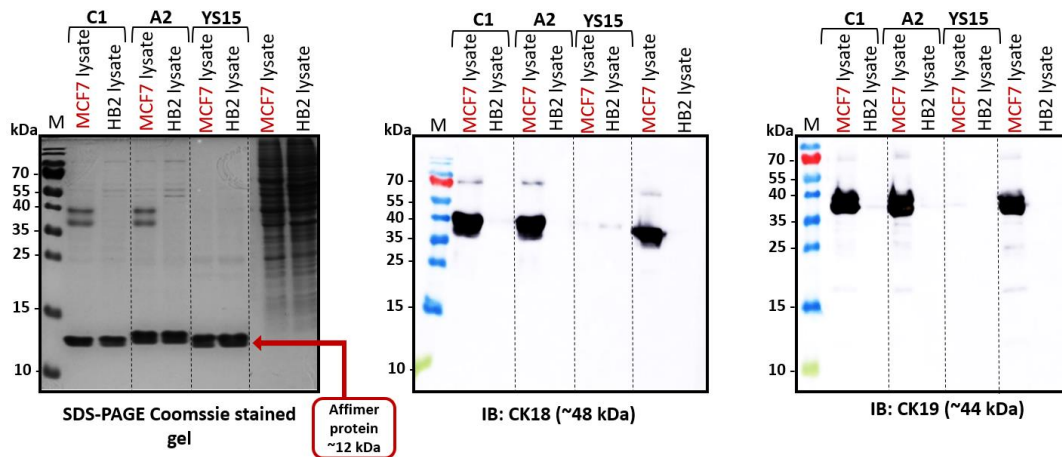 C1 A2 YS15
MCF7 lysate
HB2 lysate
MCF7 lysate
HB2 lysate
MCF7 lysate
HB2 lysate
MCF7 lysate
HB2 lysate
kDa M
70
55
40
35
25
15
10
SDS-PAGE Coomssie stained
gel
Affimer
protein
~12 kDa
C1 A2 YS15
MCF7 lysate
HB2 lysate
MCF7 lysate
HB2 lysate
MCF7 lysate
HB2 lysate
MCF7 lysate
HB2 lysate
kDa M
70
55
40
35
25
15
10
IB: CK18 (~48 kDa)
C1 A2 YS15
MCF7 lysate
HB2 lysate
MCF7 lysate
HB2 lysate
MCF7 lysate
HB2 lysate
MCF7 lysate
HB2 lysate
kDa M
70
55
40
35
25
15
10
IB: CK19 (~44 kDa)